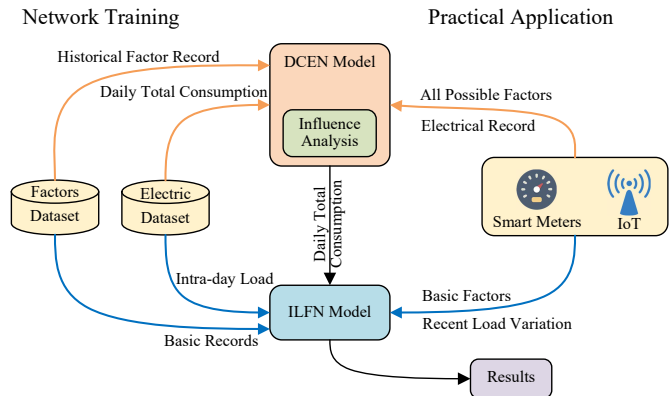 Network Training
Practical Application
Historical Factor Record
DCEN Model
Daily Total Consumption
All Possible Factors
Influence
Analysis
Electrical Record
Factors
Dataset
Electric
Dataset
Smart Meters
IoT
Daily Total
Consumption
Intra-day Load
ILFN Model
Basic Factors
Basic Records
Recent Load Variation
Results